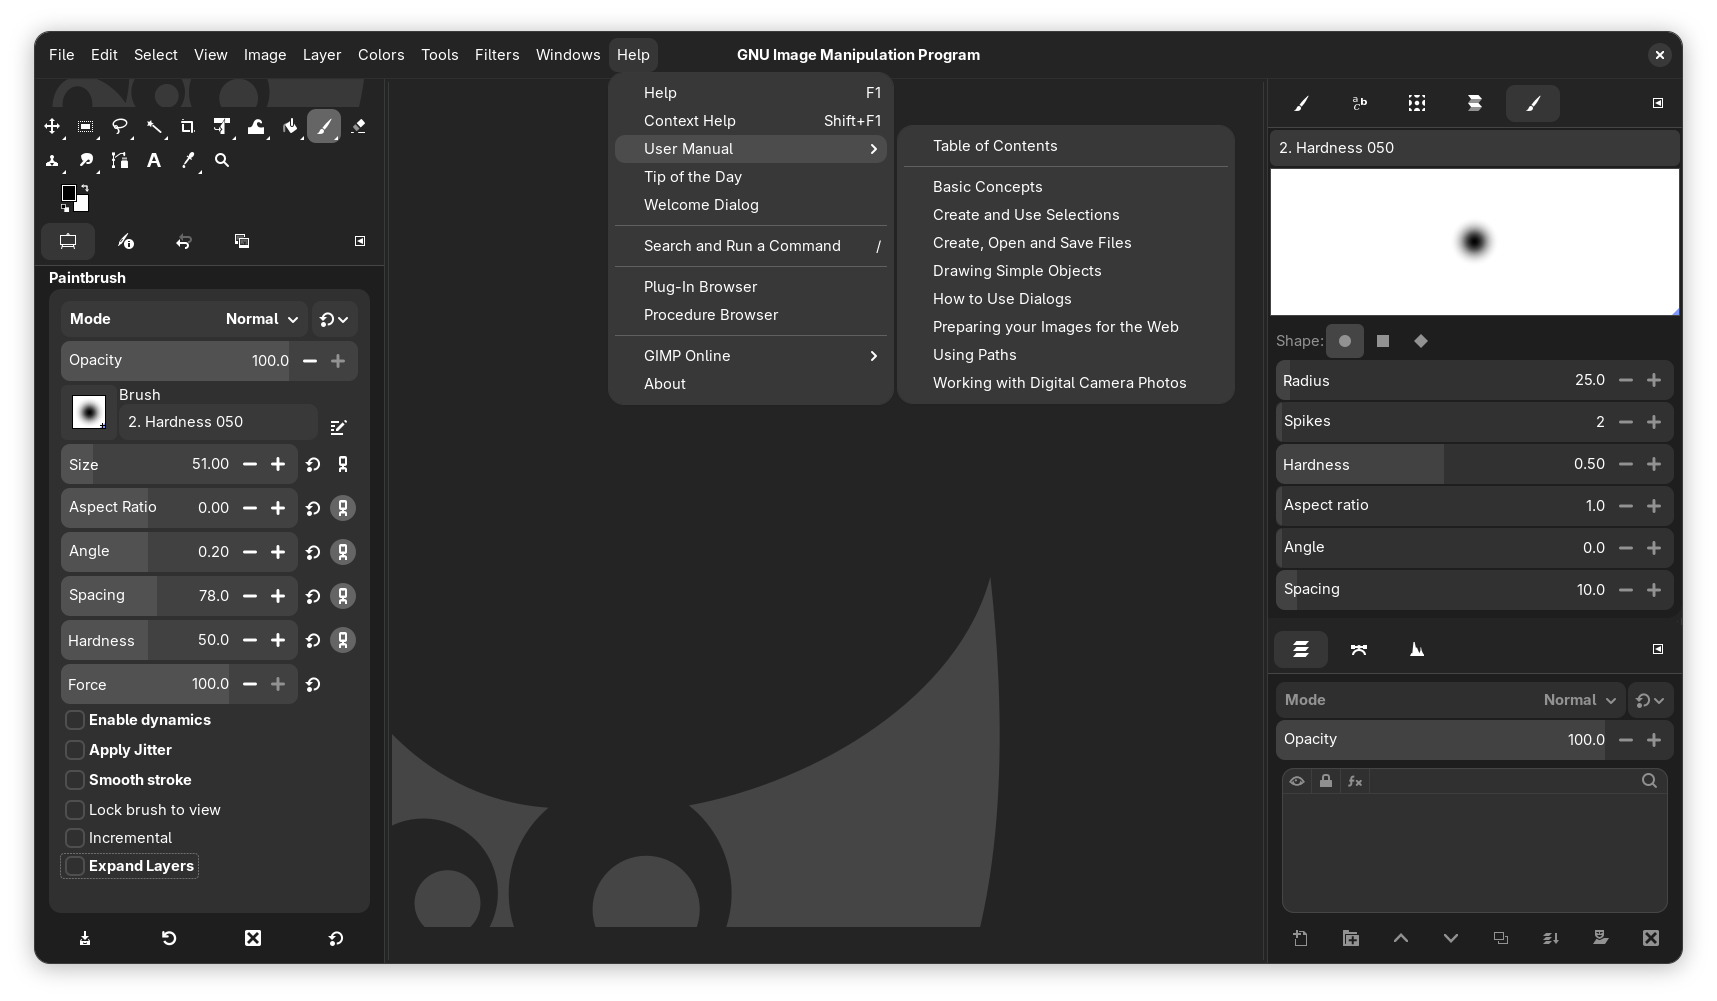 File Edit Select View Image Layer Colors Tools Filters Windows Help GNU Image Manipulation Program
Paintbrush
Mode Normal
Opacity 100.0
Brush
2. Hardness 050
Size 51.00
Aspect Ratio 0.00
Angle 0.20
Spacing 78.0
Hardness 50.0
Force 100.0
Enable dynamics
Apply Jitter
Smooth stroke
Lock brush to view
Incremental
Expand Layers
Help F1
Context Help Shift+F1
User Manual
Tip of the Day
Welcome Dialog
Search and Run a Command /
Plug-In Browser
Procedure Browser
GIMP Online
About
Table of Contents
Basic Concepts
Create and Use Selections
Create, Open and Save Files
Drawing Simple Objects
How to Use Dialogs
Preparing your Images for the Web
Using Paths
Working with Digital Camera Photos
2. Hardness 050
Shape:
Radius 25.0
Spikes 2
Hardness 0.50
Aspect ratio 1.0
Angle 0.0
Spacing 10.0
Mode Normal
Opacity 100.0
fx